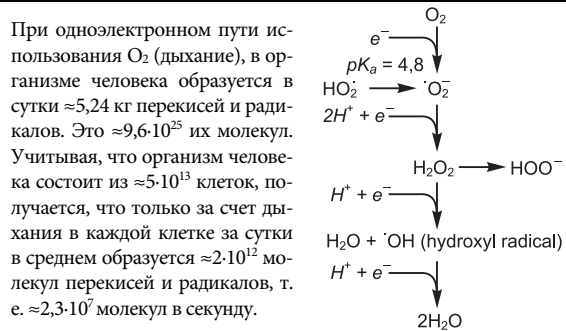 При одноэлектронном пути ис-
пользования O₂ (дыхание), в ор-
ганизме человека образуется в
сутки ≈5,24 кг перекисей и ради-
калов. Это ≈9,6·10²⁵ их молекул.
Учитывая, что организм челове-
ка состоит из ≈5·10¹³ клеток, по-
лучается, что только за счет ды-
хания в каждой клетке за сутки
в среднем образуется ≈2·10¹² мо-
лекул перекисей и радикалов, т.
е. ≈2,3·10⁷ молекул в секунду.
O₂
e⁻
pKₐ = 4,8
HO₂˙ ˙O₂⁻
2H⁺ + e⁻
H₂O₂ HOO⁻
H⁺ + e⁻
H₂O + ˙OH (hydroxyl radical)
H⁺ + e⁻
2H₂O